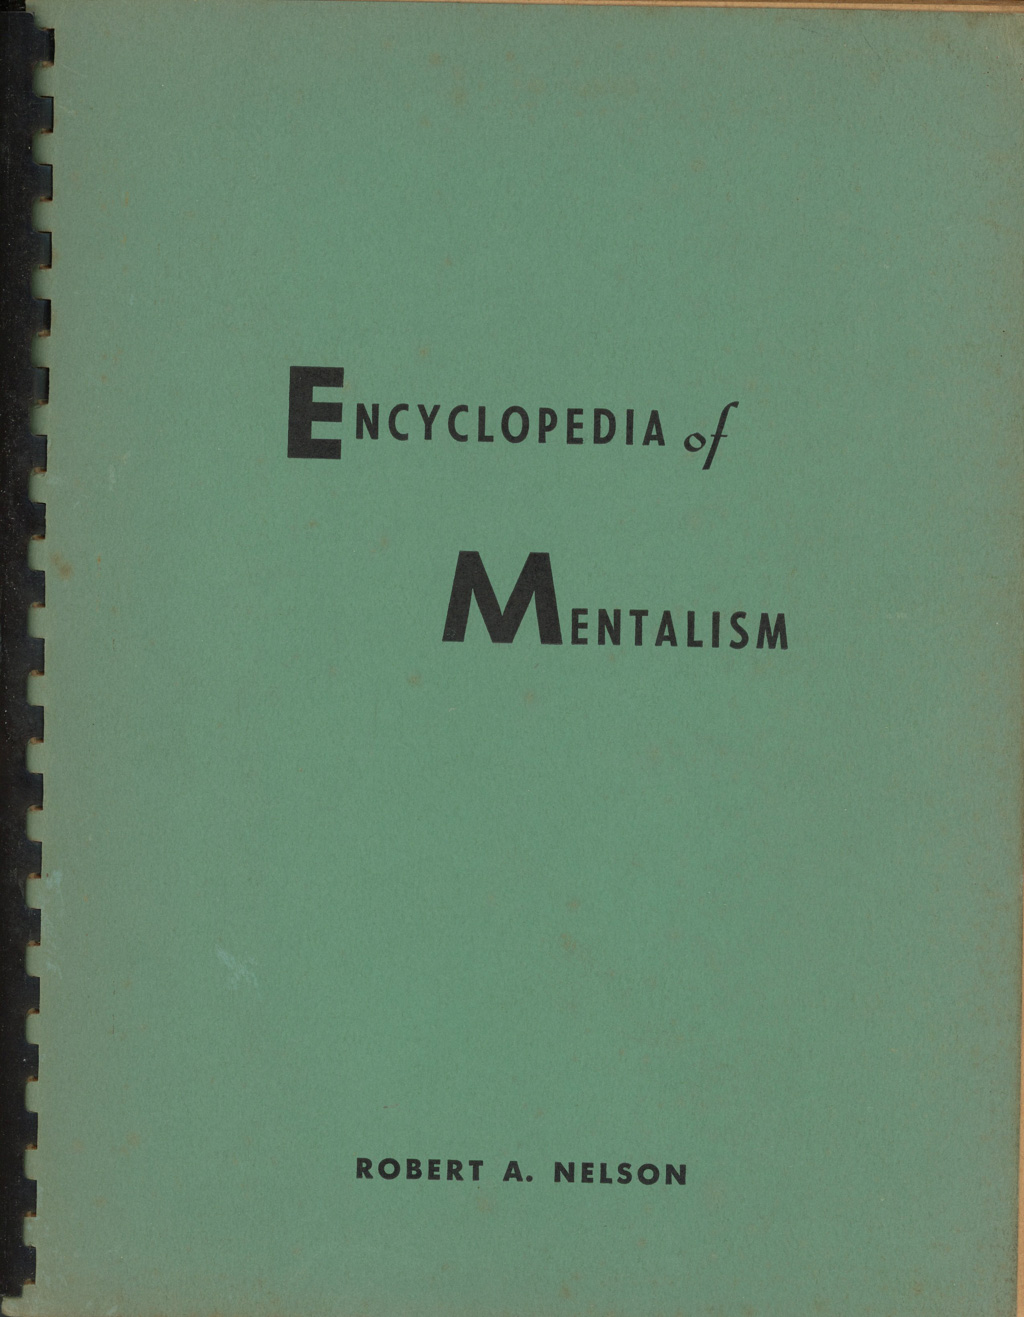 ENCYCLOPEDIA of
MENTALISM
ROBERT A. NELSON